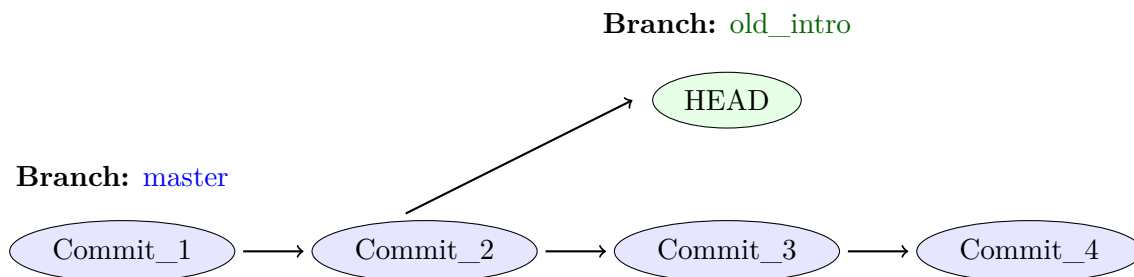 Branch: old_intro
HEAD
Branch: master
Commit_1 Commit_2 Commit_3 Commit_4